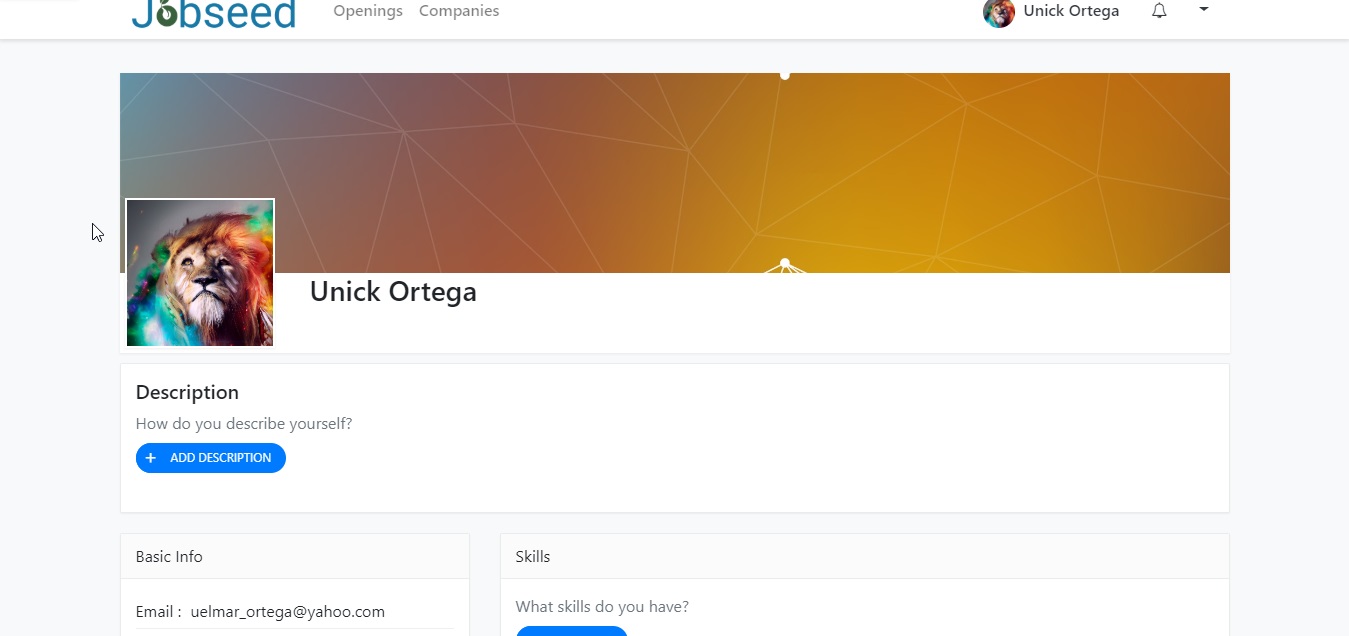 Jobseed Openings Companies Unick Ortega
Unick Ortega
Description
How do you describe yourself?
+ ADD DESCRIPTION
Basic Info
Skills
Email : uelmar_ortega@yahoo.com
What skills do you have?